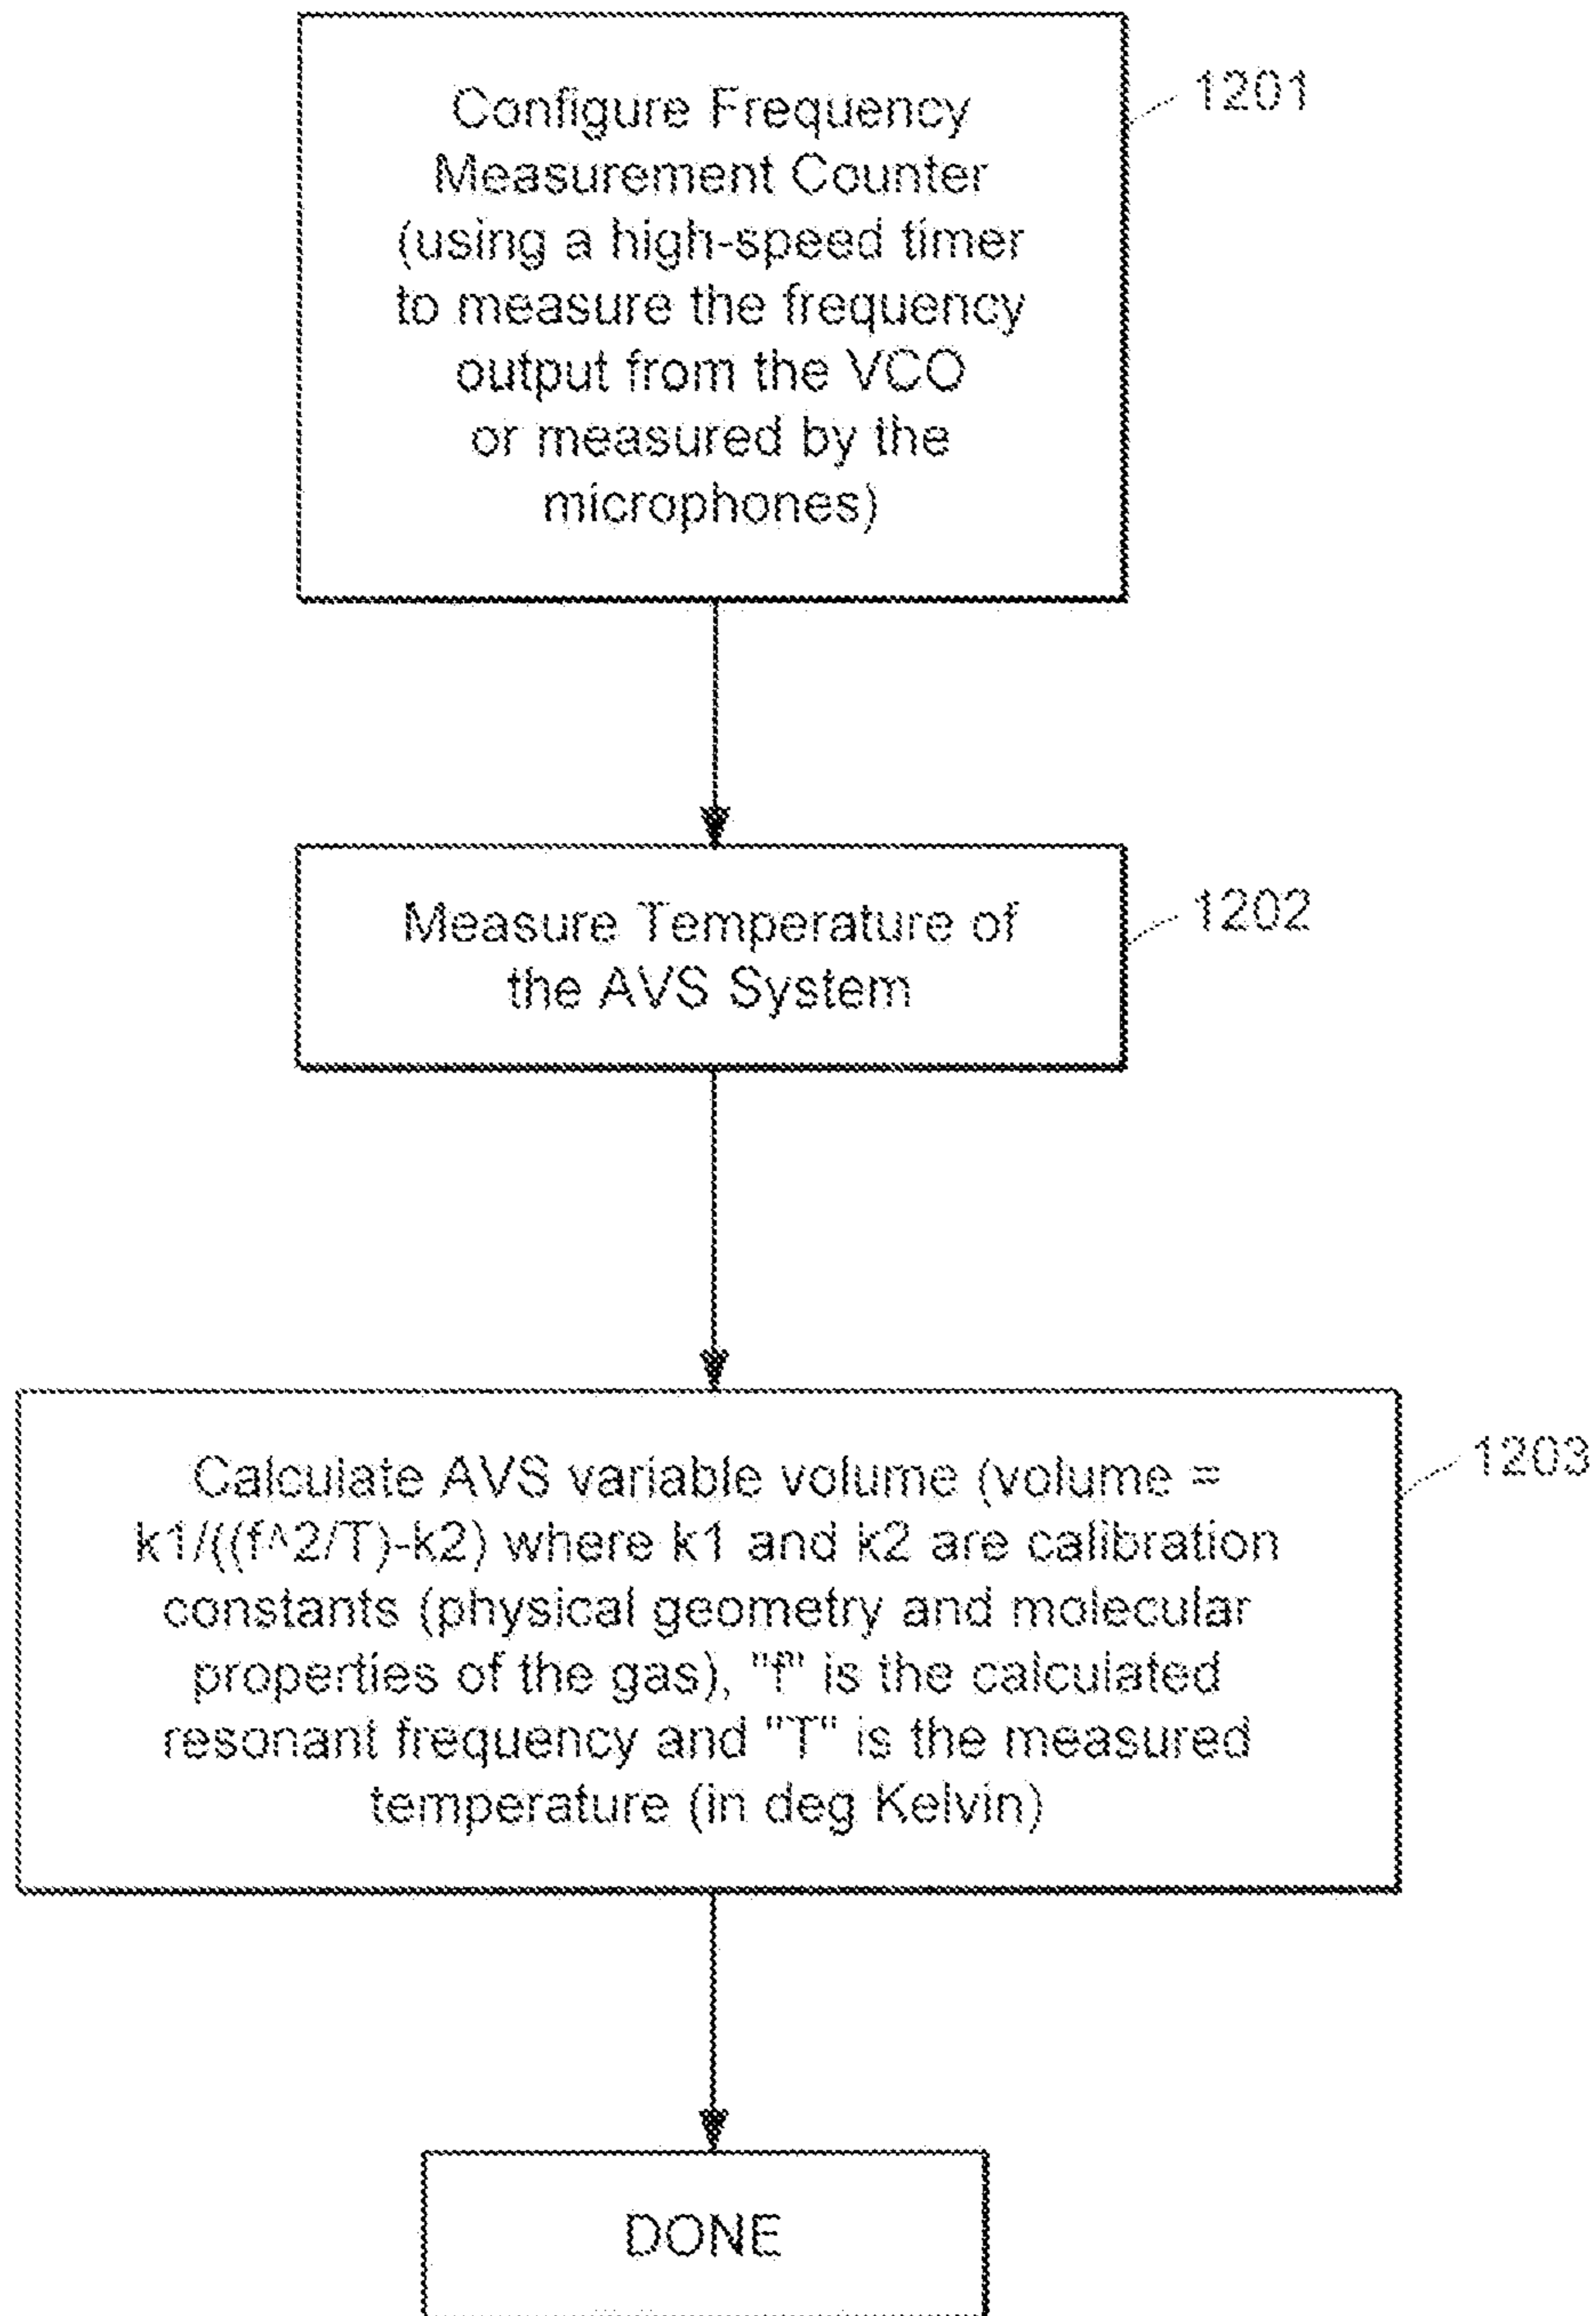 Configure Frequency
Measurement Counter
(using a high-speed timer
to measure the frequency
output from the VCO
or measured by the
microphones)
1201
Measure Temperature of
the AVS System
1202
Calculate AVS variable volume (volume =
k1/((f^2/T)-k2) where k1 and k2 are calibration
constants (physical geometry and molecular
properties of the gas), "f" is the calculated
resonant frequency and "T" is the measured
temperature (in deg Kelvin)
1203
DONE